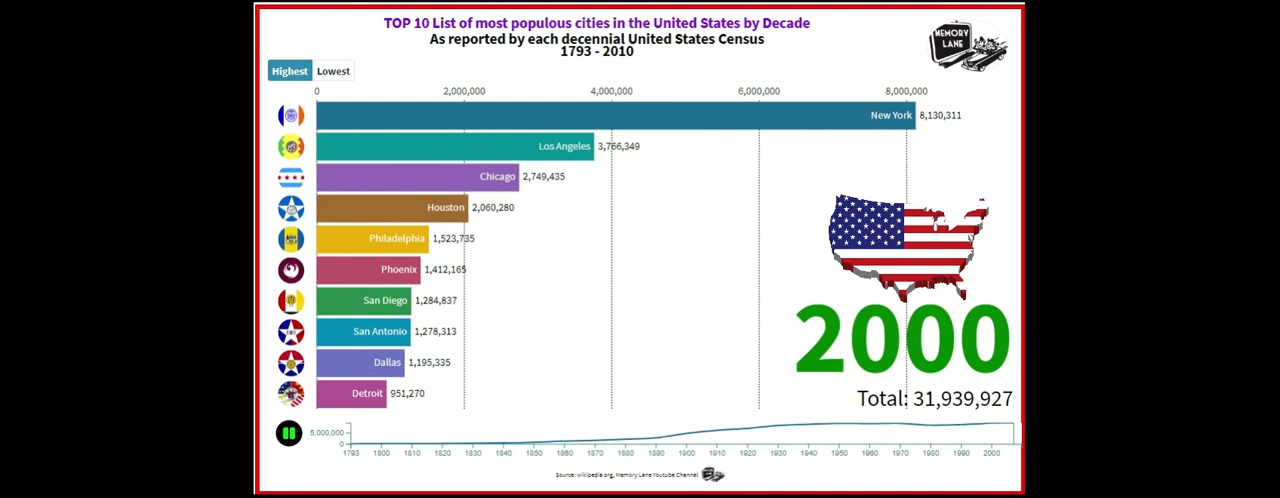 TOP 10 List of most populous cities in the United States by Decade
As reported by each decennial United States Census
1793 - 2010
MEMORY
LANE
Highest Lowest
0 2,000,000 4,000,000 6,000,000 8,000,000
New York 8,130,311
Los Angeles 3,766,349
Chicago 2,749,435
Houston 2,060,280
Philadelphia 1,523,735
Phoenix 1,412,165
San Diego 1,284,837
San Antonio 1,278,313
Dallas 1,195,335
Detroit 951,270
2000
Total: 31,939,927
5,000,000
0
1793 1800 1810 1820 1830 1840 1850 1860 1870 1880 1890 1900 1910 1920 1930 1940 1950 1960 1970 1980 1990 2000
Source: wikipedia.org, Memory Lane Youtube Channel